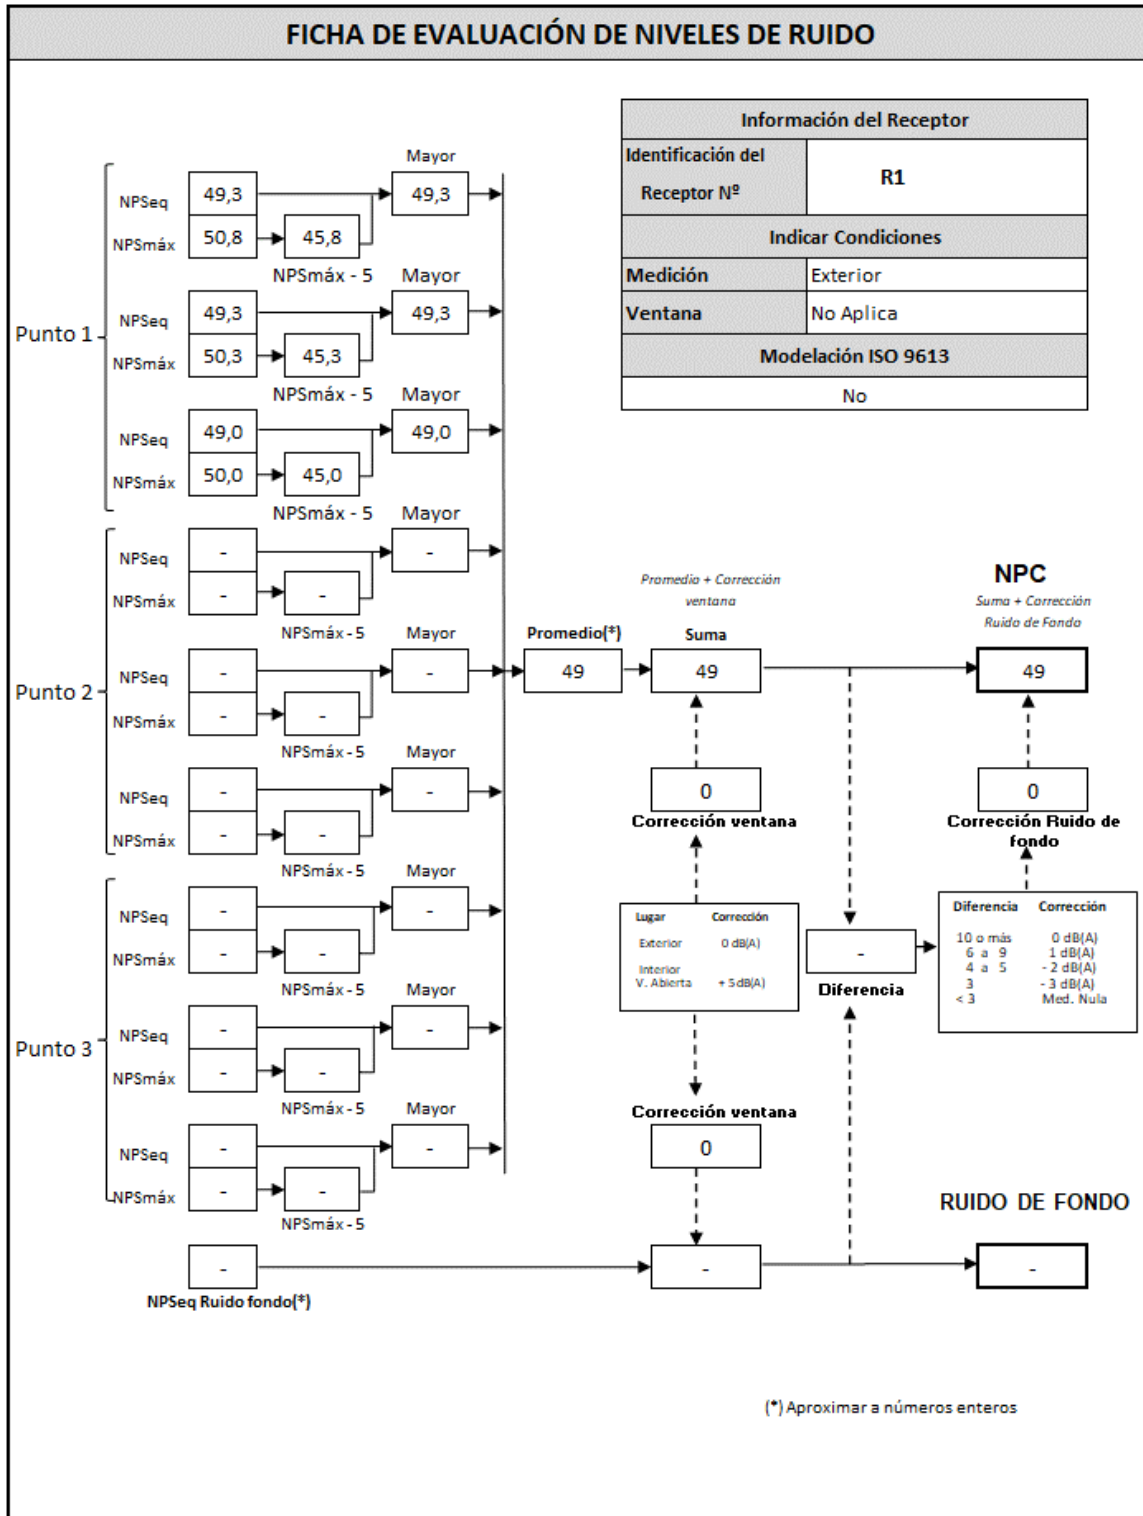 FICHA DE EVALUACIÓN DE NIVELES DE RUIDO
Información del Receptor
Identificación del Receptor Nº
R1
Indicar Condiciones
Medición Exterior
Ventana No Aplica
Modelación ISO 9613
No
Punto 1
Mayor
NPSeq 49,3 49,3
NPSmáx 50,8 45,8
NPSmáx - 5 Mayor
NPSeq 49,3 49,3
NPSmáx 50,3 45,3
NPSmáx - 5 Mayor
NPSeq 49,0 49,0
NPSmáx 50,0 45,0
NPSmáx - 5 Mayor
Punto 2
NPSeq - -
NPSmáx - -
NPSmáx - 5 Mayor
NPSeq - -
NPSmáx - -
NPSmáx - 5 Mayor
NPSeq - -
NPSmáx - -
NPSmáx - 5 Mayor
Punto 3
NPSeq - -
NPSmáx - -
NPSmáx - 5 Mayor
NPSeq - -
NPSmáx - -
NPSmáx - 5 Mayor
NPSeq - -
NPSmáx - -
NPSmáx - 5
-
NPSeq Ruido fondo(*)
Promedio(*)
49
Promedio + Corrección
ventana
Suma
49
0
Corrección ventana
Lugar Corrección
Exterior 0 dB(A)
Interior
V. Abierta + 5 dB(A)
Corrección ventana
0
-
-
Diferencia
NPC
Suma + Corrección
Ruido de Fondo
49
0
Corrección Ruido de
fondo
Diferencia Corrección
10 o más 0 dB(A)
6 a 9 1 dB(A)
4 a 5 - 2 dB(A)
3 - 3 dB(A)
< 3 Med. Nula
RUIDO DE FONDO
-
(*) Aproximar a números enteros